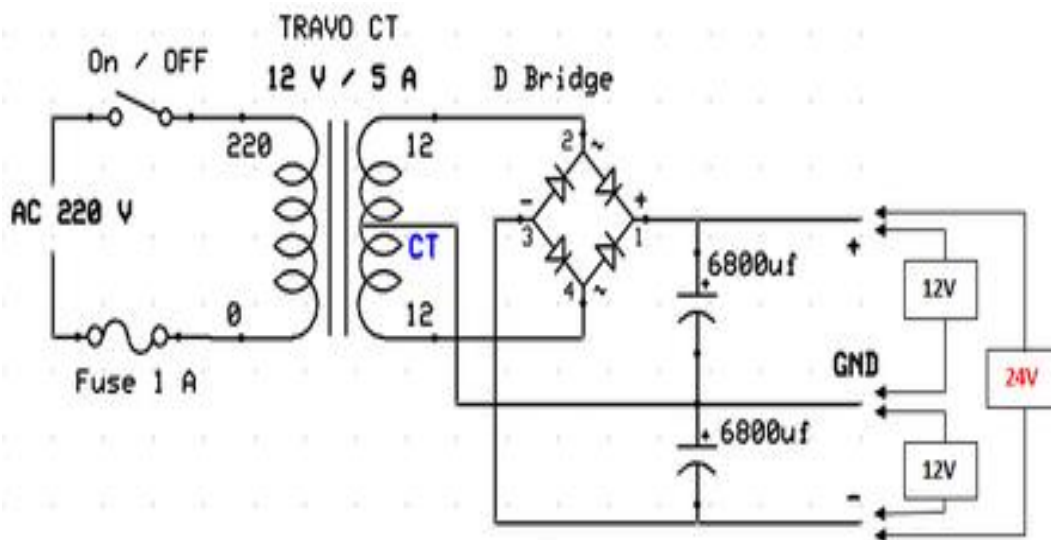 TRAVO CT
On / OFF
12 V / 5 A
D Bridge
220
12
2
~
AC 220 V
-
+
3
1
CT
+
6800uf
+
12V
4
~
0
12
GND
24V
Fuse 1 A
+
6800uf
12V
-